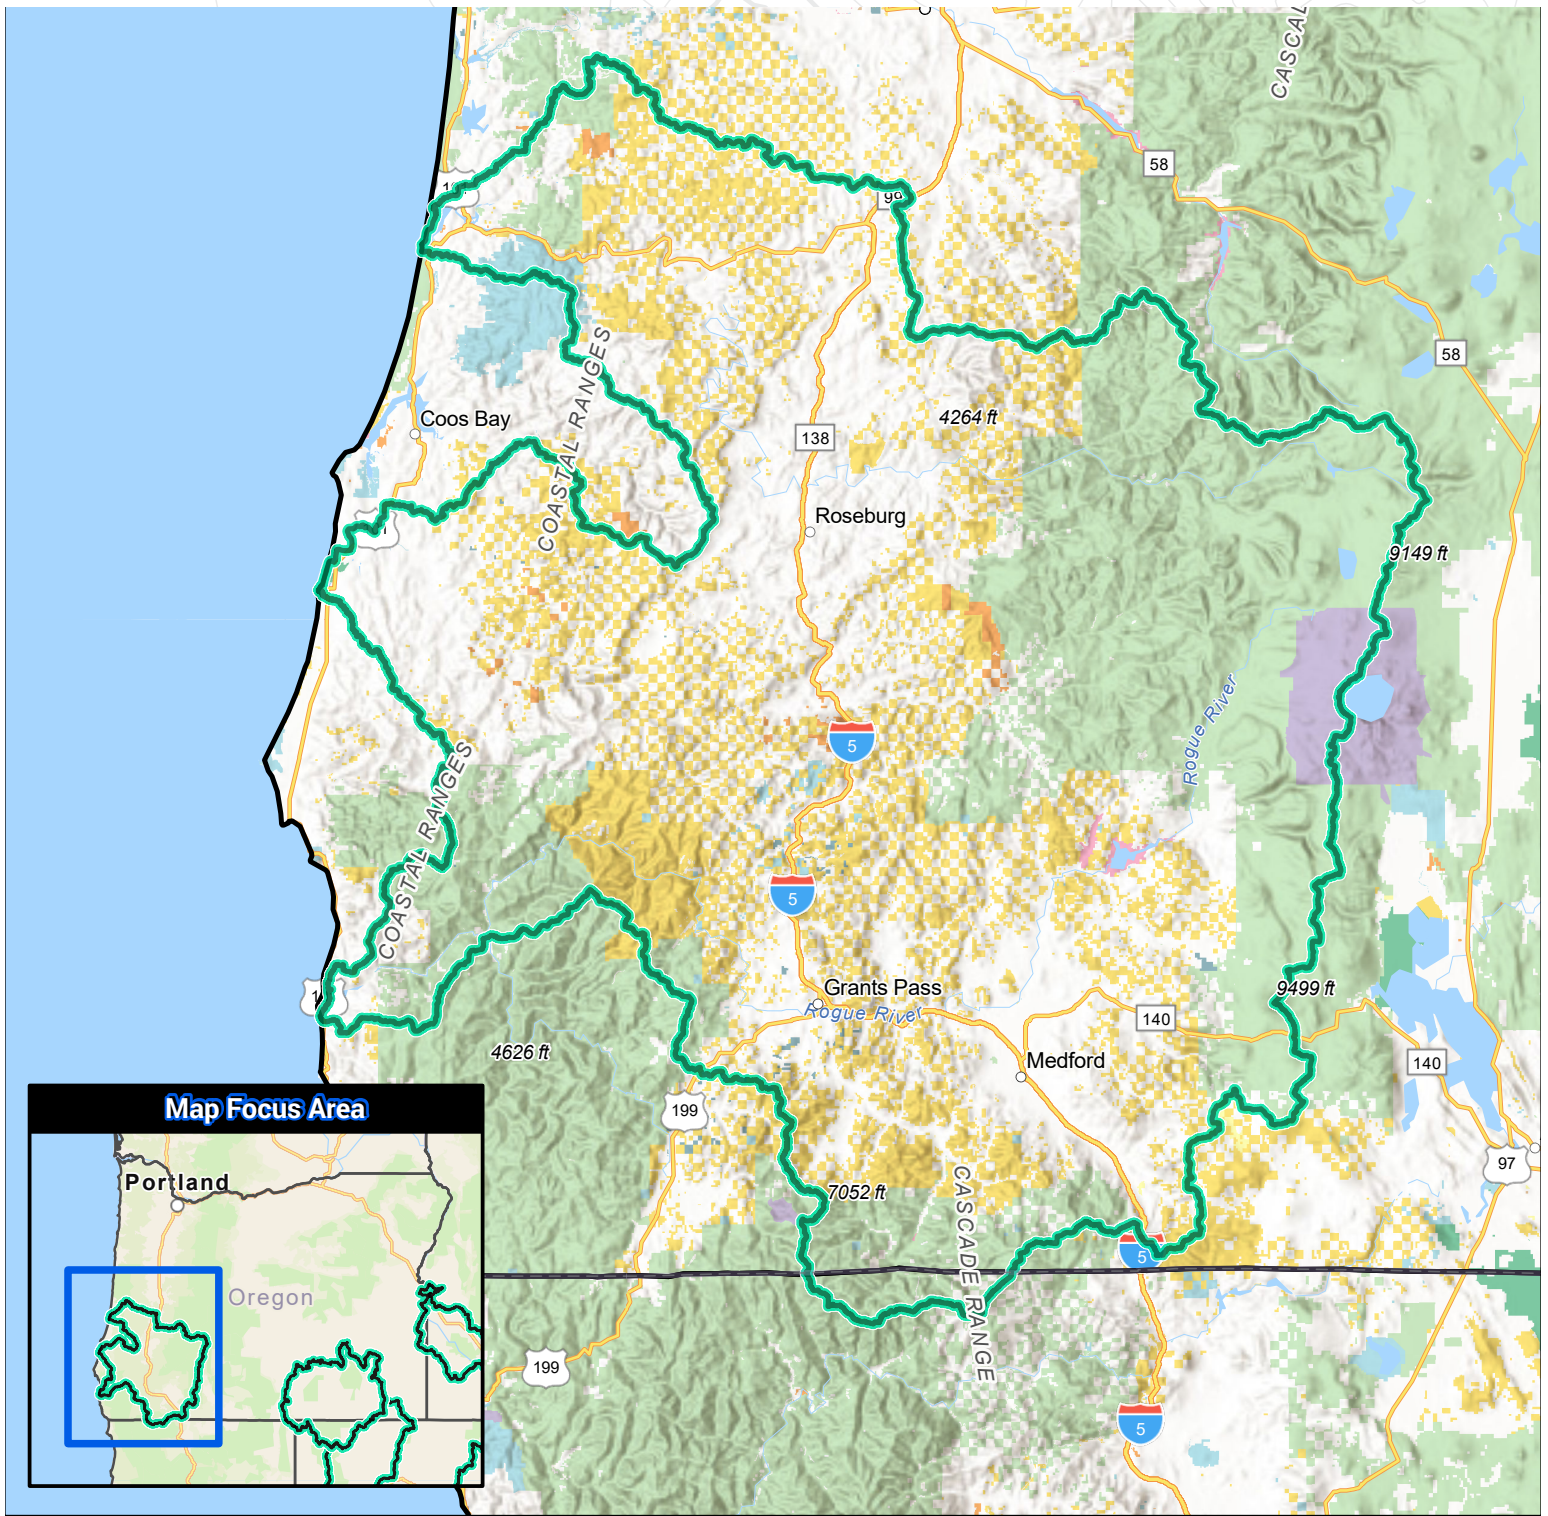 CASCAL
58
99
58
COASTAL RANGES
Coos Bay
138
4264 ft
Roseburg
9149 ft
Rogue River
5
COASTAL RANGES
5
Grants Pass
Rogue River
9499 ft
140
4626 ft
Medford
140
199
97
7052 ft
CASCADE RANGE
5
199
5
Map Focus Area
Portland
Oregon